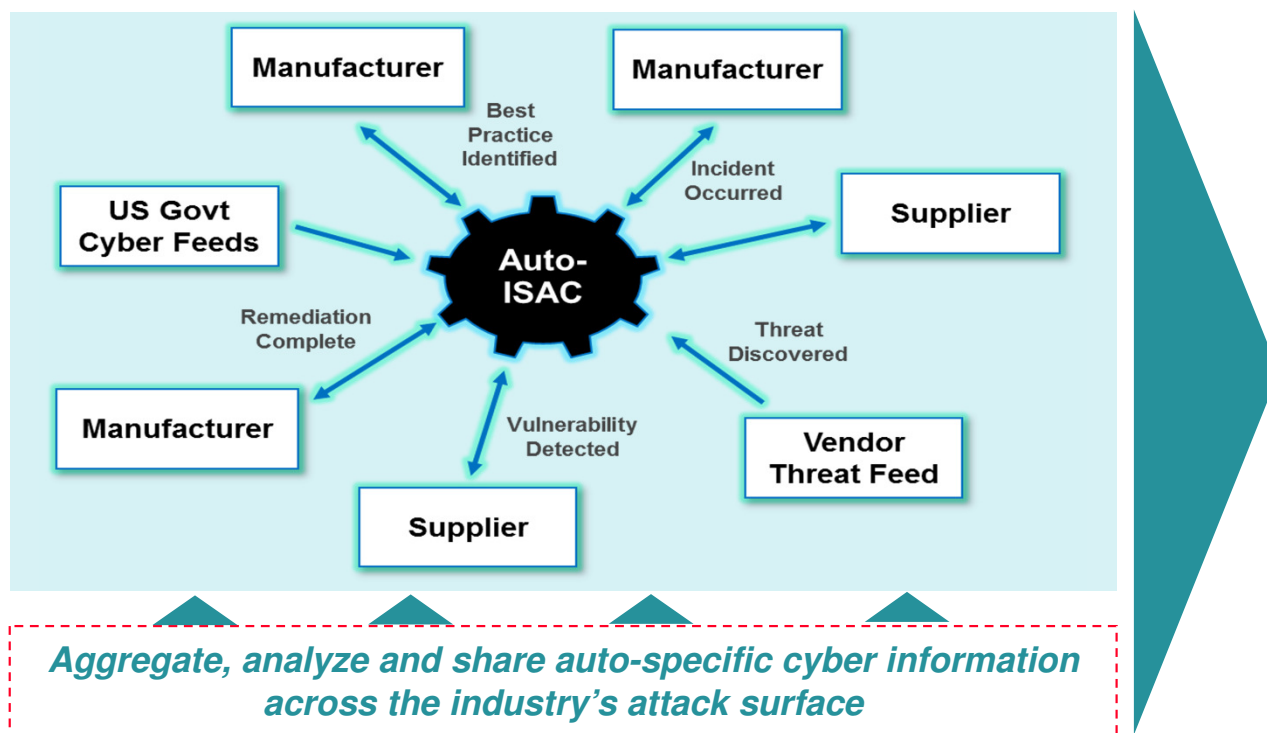 Manufacturer
Manufacturer
Best
Practice
Identified
Incident
Occurred
US Govt
Cyber Feeds
Supplier
Auto-
ISAC
Remediation
Complete
Threat
Discovered
Manufacturer
Vulnerability
Detected
Vendor
Threat Feed
Supplier
Aggregate, analyze and share auto-specific cyber information
across the industry’s attack surface